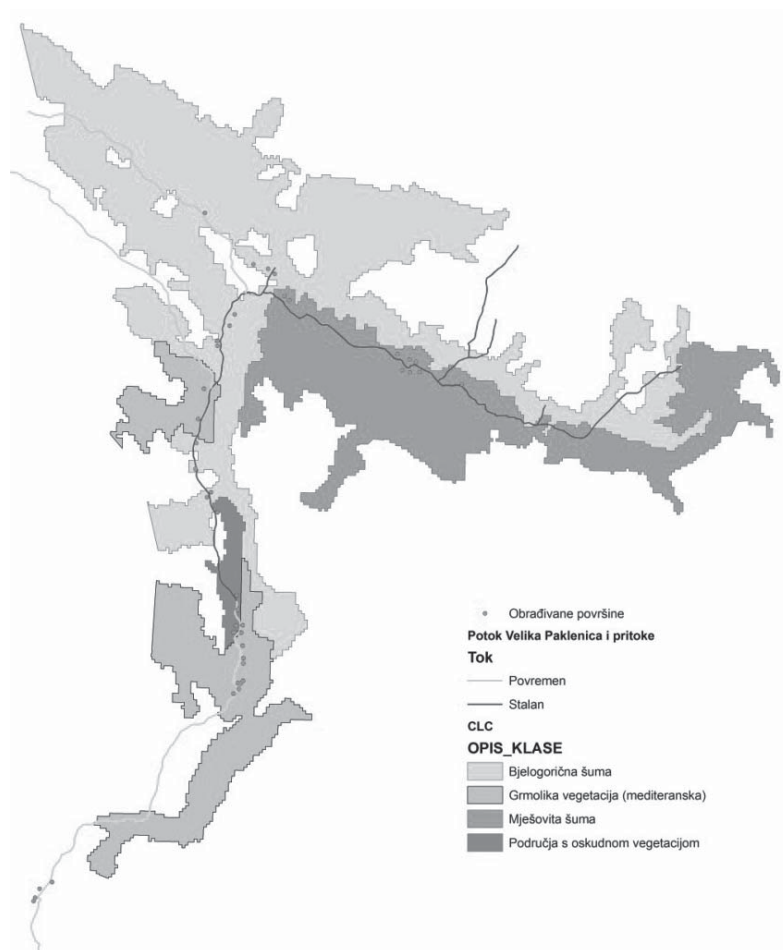 Obrađivane površine
Potok Velika Paklenica i pritoke
Tok
Povremen
Stalan
CLC
OPIS_KLASE
Bjelogorična šuma
Grmolika vegetacija (mediteranska)
Mješovita šuma
Područja s oskudnom vegetacijom